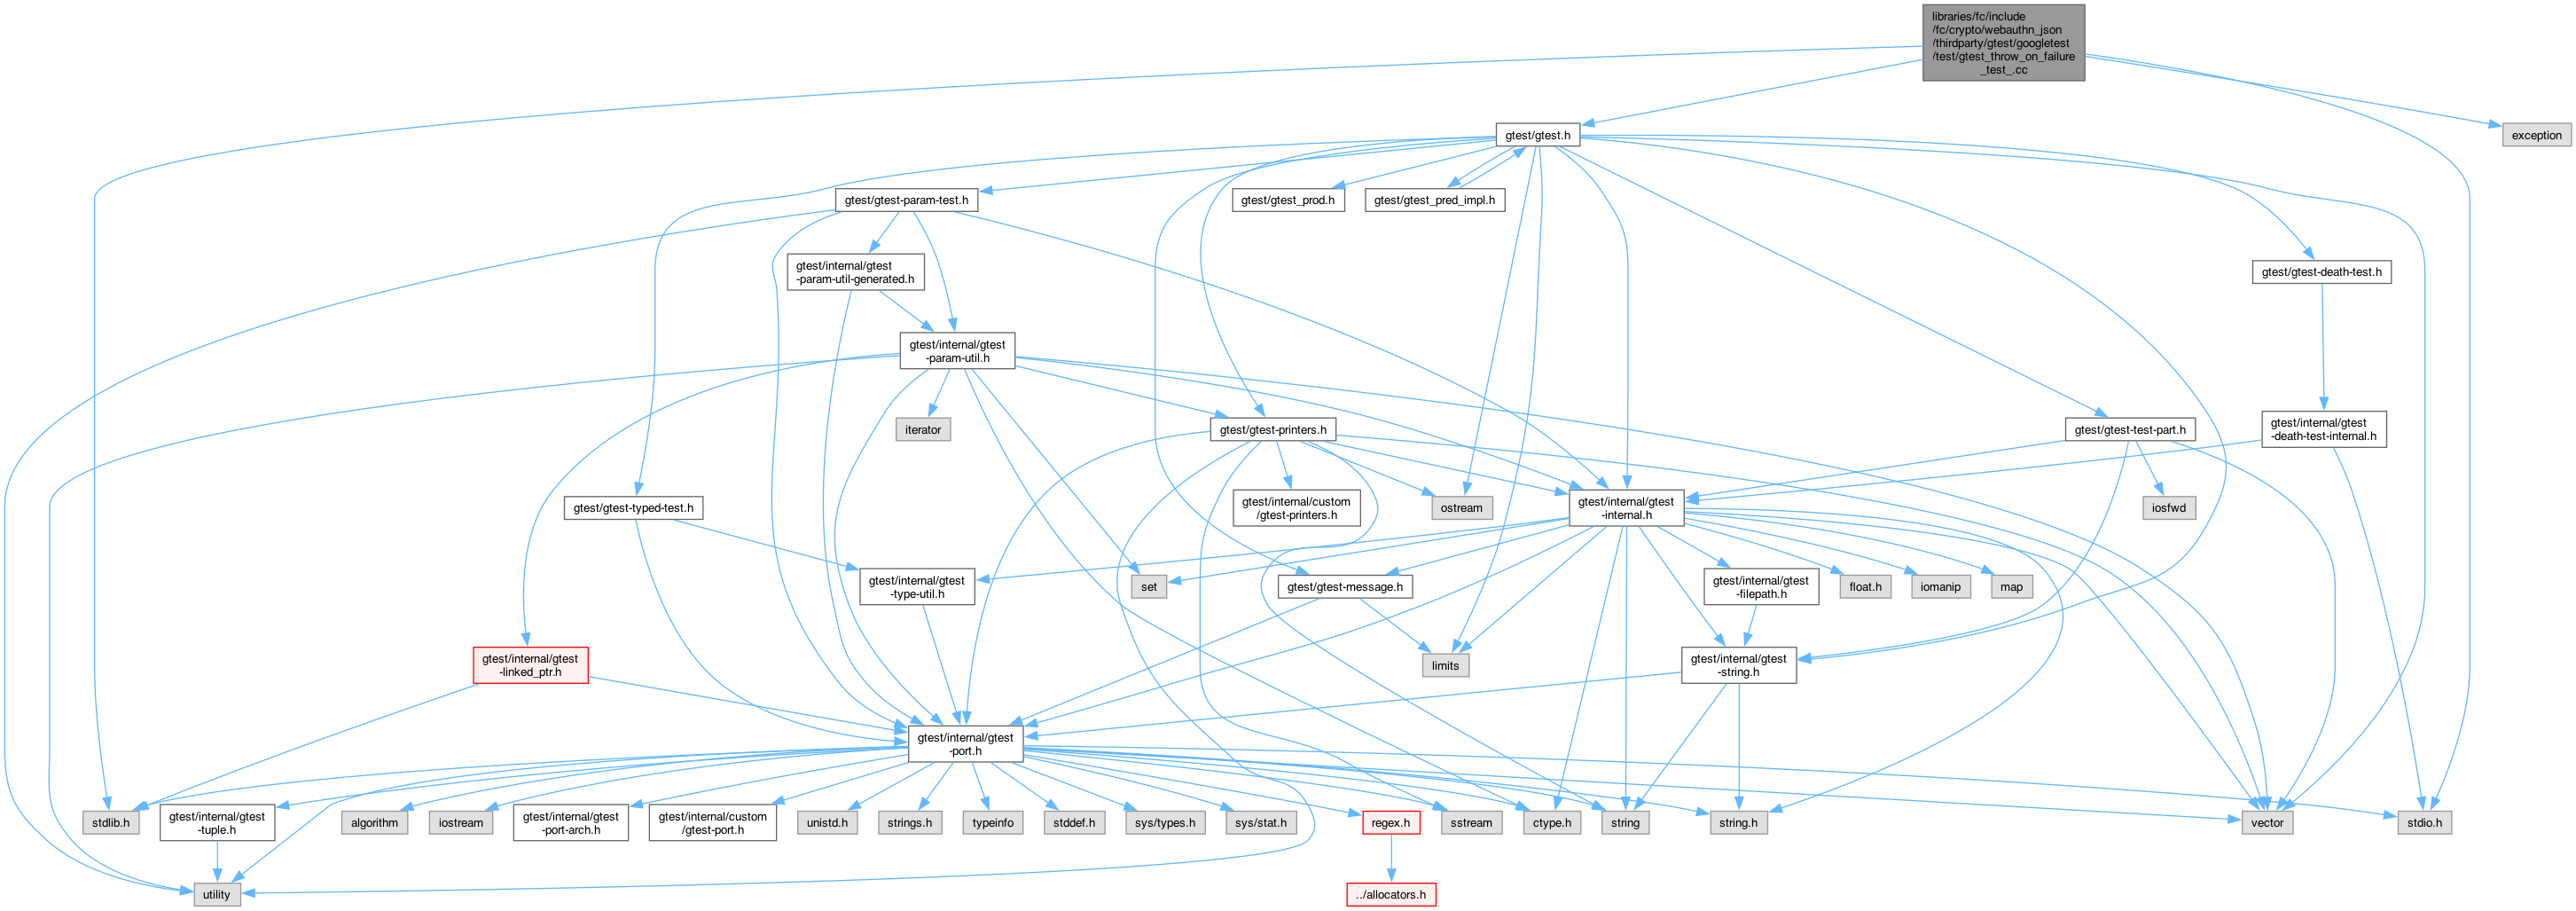 libraries/fc/include
/fc/crypto/webauthn_json
/thirdparty/gtest/googletest
/test/gtest_throw_on_failure
_test_.cc
gtest/gtest.h
exception
gtest/gtest-param-test.h
gtest/gtest_prod.h
gtest/gtest_pred_impl.h
gtest/internal/gtest
-param-util-generated.h
gtest/gtest-death-test.h
gtest/internal/gtest
-param-util.h
iterator
gtest/gtest-printers.h
gtest/gtest-test-part.h
gtest/internal/gtest
-death-test-internal.h
gtest/gtest-typed-test.h
gtest/internal/custom
/gtest-printers.h
ostream
gtest/internal/gtest
-internal.h
iosfwd
gtest/internal/gtest
-type-util.h
set
gtest/gtest-message.h
gtest/internal/gtest
-filepath.h
float.h
iomanip
map
gtest/internal/gtest
-linked_ptr.h
limits
gtest/internal/gtest
-string.h
gtest/internal/gtest
-port.h
stdlib.h
gtest/internal/gtest
-tuple.h
algorithm
iostream
gtest/internal/gtest
-port-arch.h
gtest/internal/custom
/gtest-port.h
unistd.h
strings.h
typeinfo
stddef.h
sys/types.h
sys/stat.h
regex.h
sstream
ctype.h
string
string.h
vector
stdio.h
utility
../allocators.h